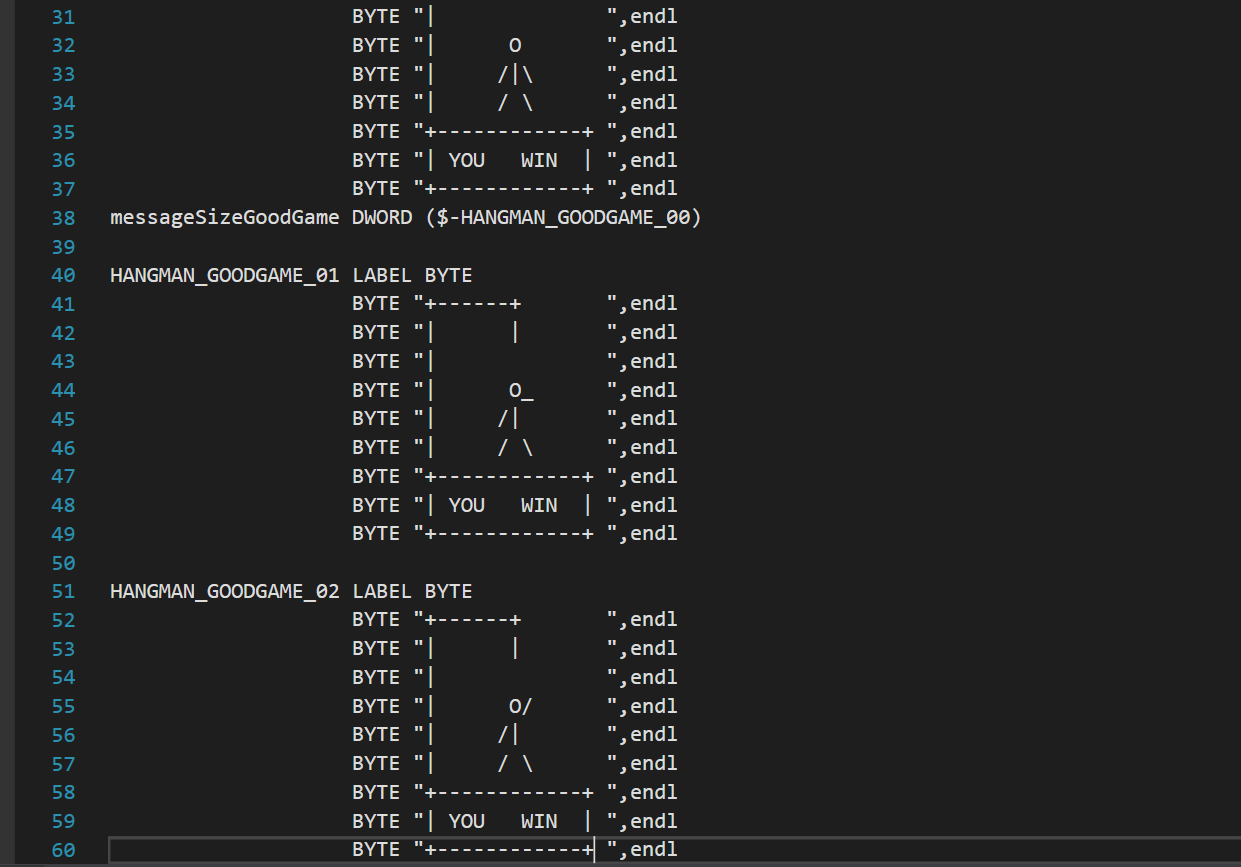 31                       BYTE "|              ",endl
32                       BYTE "|      O       ",endl
33                       BYTE "|     /|\      ",endl
34                       BYTE "|     / \      ",endl
35                       BYTE "+------------+ ",endl
36                       BYTE "| YOU   WIN  | ",endl
37                       BYTE "+------------+ ",endl
38   messageSizeGoodGame DWORD ($-HANGMAN_GOODGAME_00)
39
40   HANGMAN_GOODGAME_01 LABEL BYTE
41                       BYTE "+------+       ",endl
42                       BYTE "|      |       ",endl
43                       BYTE "|              ",endl
44                       BYTE "|      O_      ",endl
45                       BYTE "|     /|       ",endl
46                       BYTE "|     / \      ",endl
47                       BYTE "+------------+ ",endl
48                       BYTE "| YOU   WIN  | ",endl
49                       BYTE "+------------+ ",endl
50
51   HANGMAN_GOODGAME_02 LABEL BYTE
52                       BYTE "+------+       ",endl
53                       BYTE "|      |       ",endl
54                       BYTE "|              ",endl
55                       BYTE "|      O/      ",endl
56                       BYTE "|     /|       ",endl
57                       BYTE "|     / \      ",endl
58                       BYTE "+------------+ ",endl
59                       BYTE "| YOU   WIN  | ",endl
60                       BYTE "+------------+ ",endl